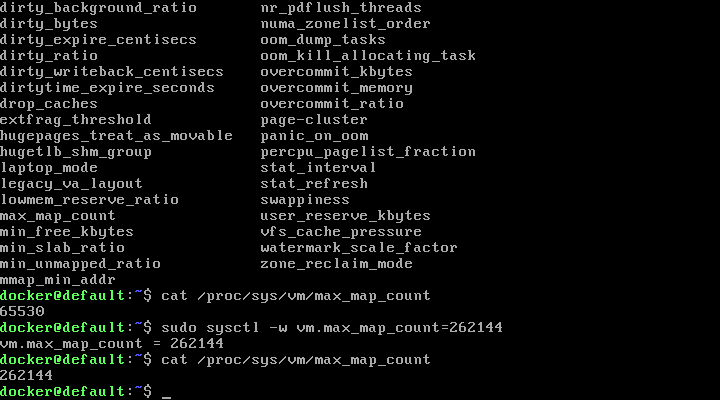 dirty_background_ratio        nr_pdflush_threads
dirty_bytes                   numa_zonelist_order
dirty_expire_centisecs        oom_dump_tasks
dirty_ratio                   oom_kill_allocating_task
dirty_writeback_centisecs     overcommit_kbytes
dirtytime_expire_seconds      overcommit_memory
drop_caches                   overcommit_ratio
extfrag_threshold             page-cluster
hugepages_treat_as_movable    panic_on_oom
hugetlb_shm_group             percpu_pagelist_fraction
laptop_mode                   stat_interval
legacy_va_layout              stat_refresh
lowmem_reserve_ratio          swappiness
max_map_count                 user_reserve_kbytes
min_free_kbytes               vfs_cache_pressure
min_slab_ratio                watermark_scale_factor
min_unmapped_ratio            zone_reclaim_mode
mmap_min_addr
docker@default:~$ cat /proc/sys/vm/max_map_count
65530
docker@default:~$ sudo sysctl -w vm.max_map_count=262144
vm.max_map_count = 262144
docker@default:~$ cat /proc/sys/vm/max_map_count
262144
docker@default:~$ _